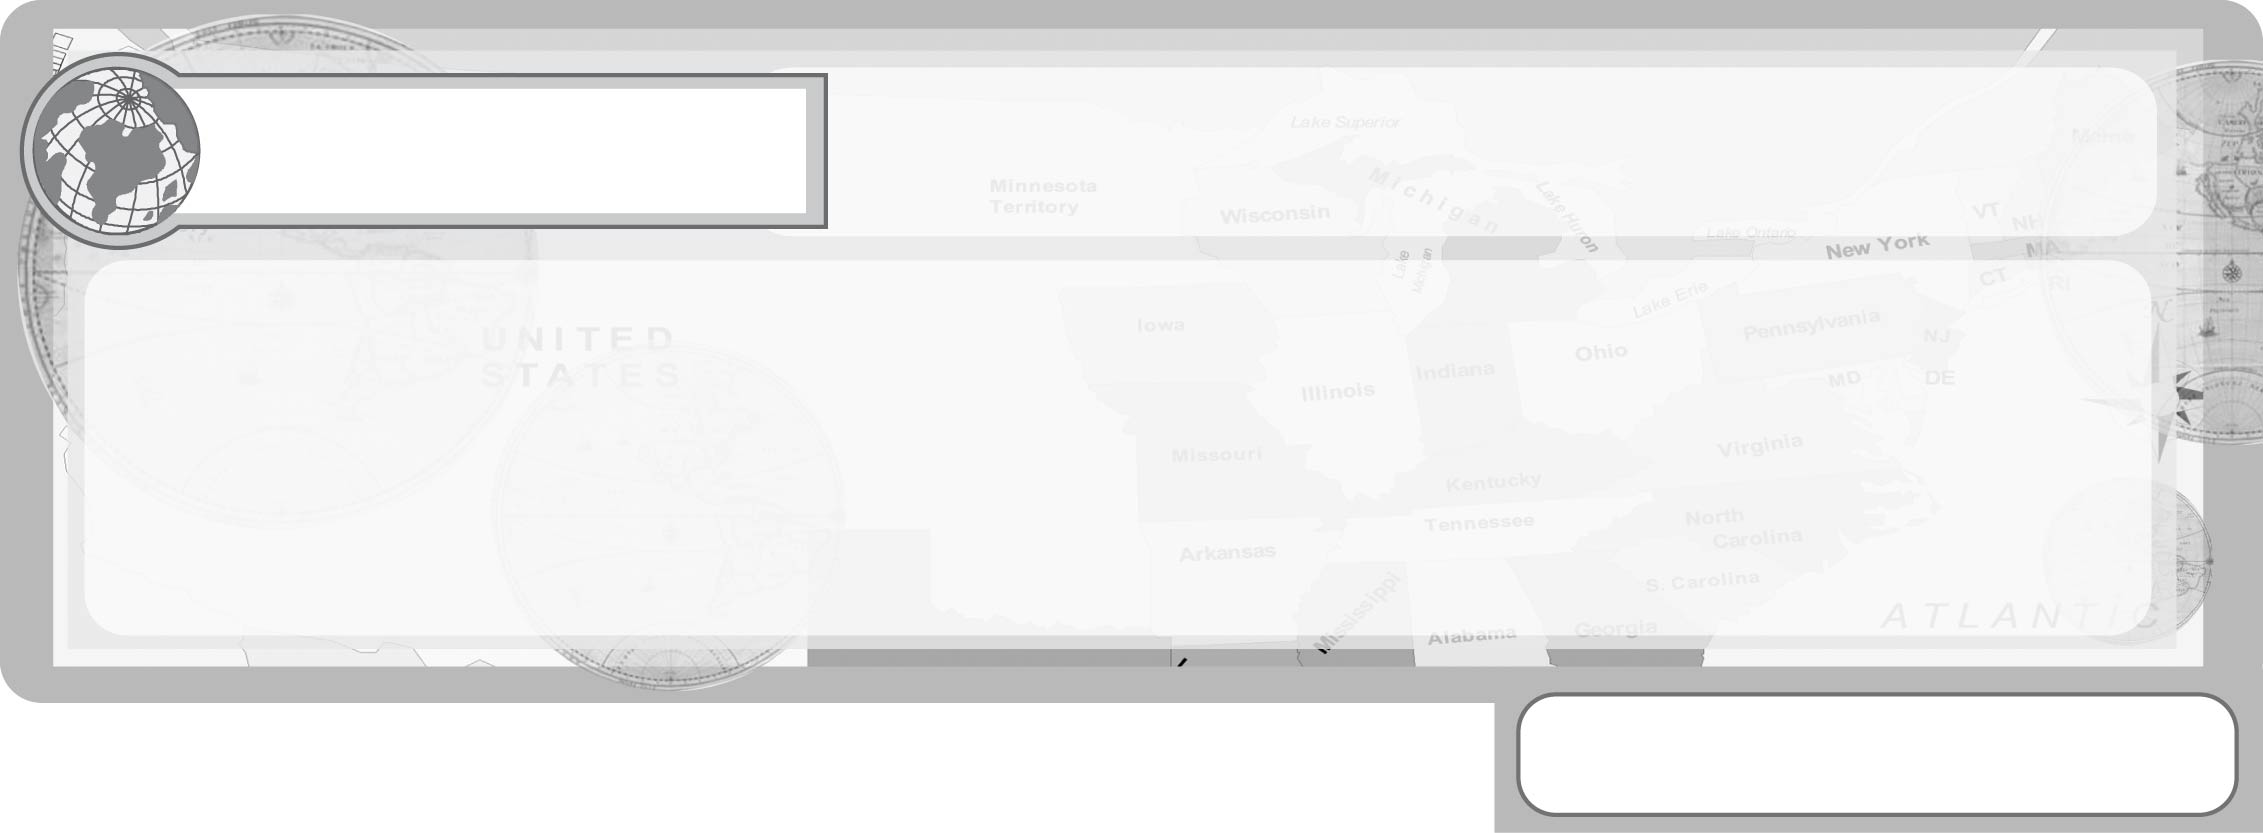 Lake Superior
Maine
Minnesota
Territory
Michigan
Wisconsin
Lake Huron
VT
NH
Lake Ontario
New York
MA
Lake
Michigan
CT
RI
Lake Erie
UNITED
STATES
Iowa
Pennsylvania
NJ
Ohio
Indiana
Illinois
MD
DE
Missouri
Virginia
Kentucky
Tennessee
North
Carolina
Arkansas
S. Carolina
Mississippi
Alabama
Georgia
ATLANTIC